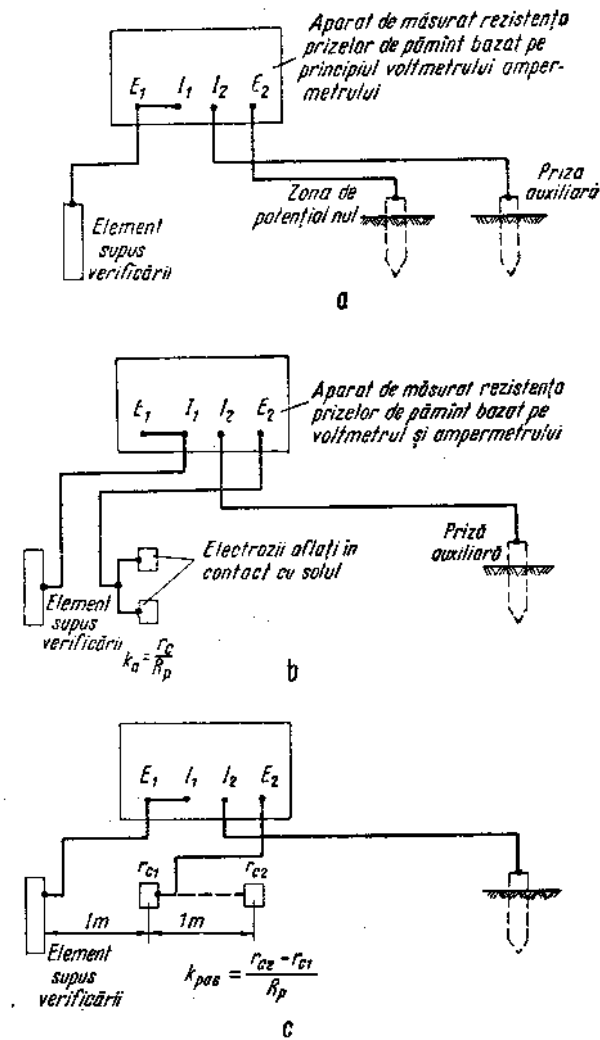 Aparat de măsurat rezistența
prizelor de pămînt bazat pe
principiul voltmetrului amper-
metrului
E1 I1 I2 E2
Zona de
potențial nul
Priza
auxiliară
Element
supus
verificării
a
E1 I1 I2 E2
Aparat de măsurat rezistența
prizelor de pămînt bazat pe
voltmetrul și ampermetrului
Priză
auxiliară
Electrozii aflați în
contact cu solul
Element
supus
verificării
ka = rc / Rp
b
E1 I1 I2 E2
rc1 rc2
1m 1m
Element
supus
verificării
kpas = rc2 - rc1 / Rp
c